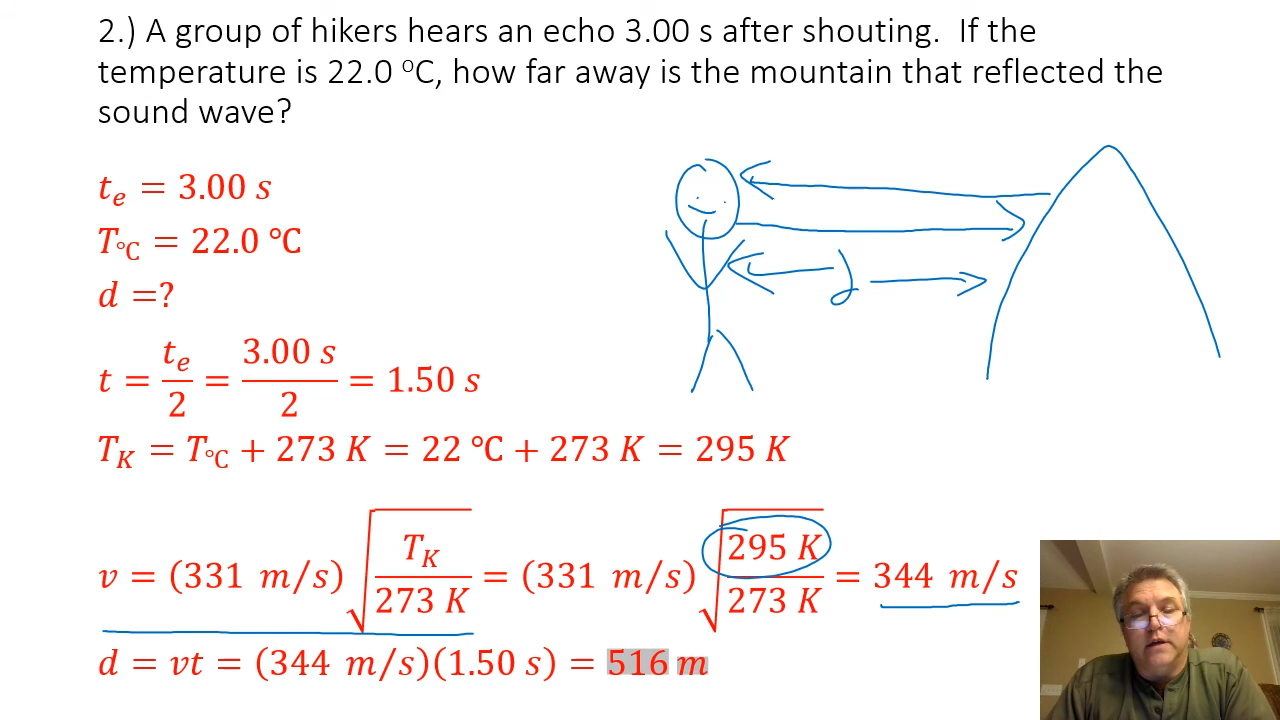 2.) A group of hikers hears an echo 3.00 s after shouting. If the
temperature is 22.0 °C, how far away is the mountain that reflected the
sound wave?
t_e = 3.00 s
T_°C = 22.0 °C
d =?
t = t_e/2 = 3.00 s/2 = 1.50 s
T_K = T_°C + 273 K = 22 °C + 273 K = 295 K
v = (331 m/s) √(T_K/273 K) = (331 m/s) √(295 K/273 K) = 344 m/s
d = vt = (344 m/s)(1.50 s) = 516 m
d